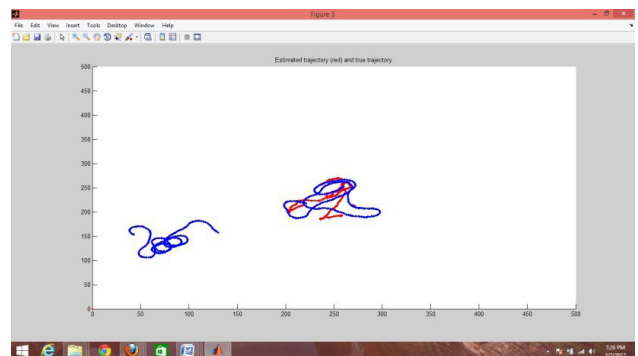 Figure 5
File Edit View Insert Tools Desktop Window Help
Estimated trajectory (red) and true trajectory
500
450
400
350
300
250
200
150
100
50
0
0 50 100 150 200 250 300 350 400 450 500
7:26 PM